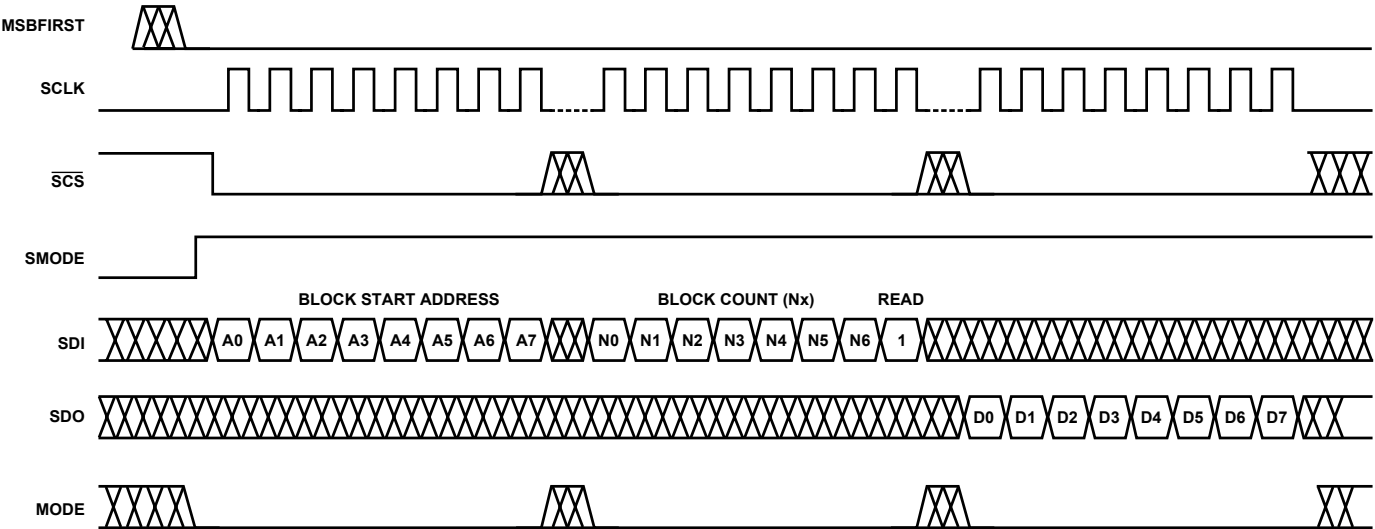 MSBFIRST
SCLK
SCS
SMODE
BLOCK START ADDRESS BLOCK COUNT (Nx) READ
SDI A0 A1 A2 A3 A4 A5 A6 A7 N0 N1 N2 N3 N4 N5 N6 1
SDO D0 D1 D2 D3 D4 D5 D6 D7
MODE